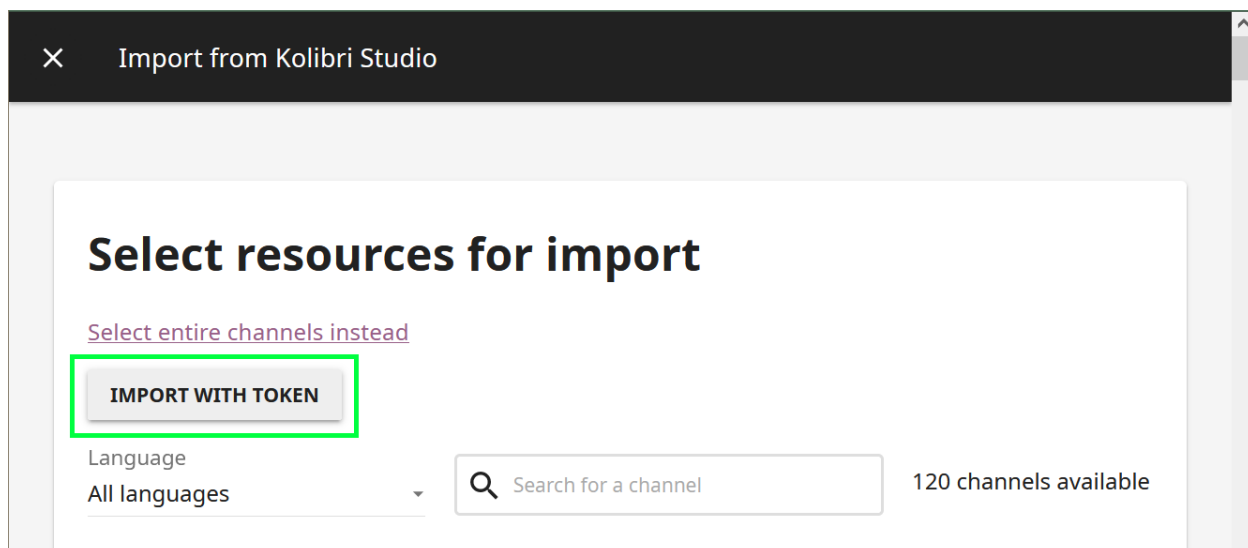 Import from Kolibri Studio
Select resources for import
Select entire channels instead
IMPORT WITH TOKEN
Language
All languages
Search for a channel
120 channels available